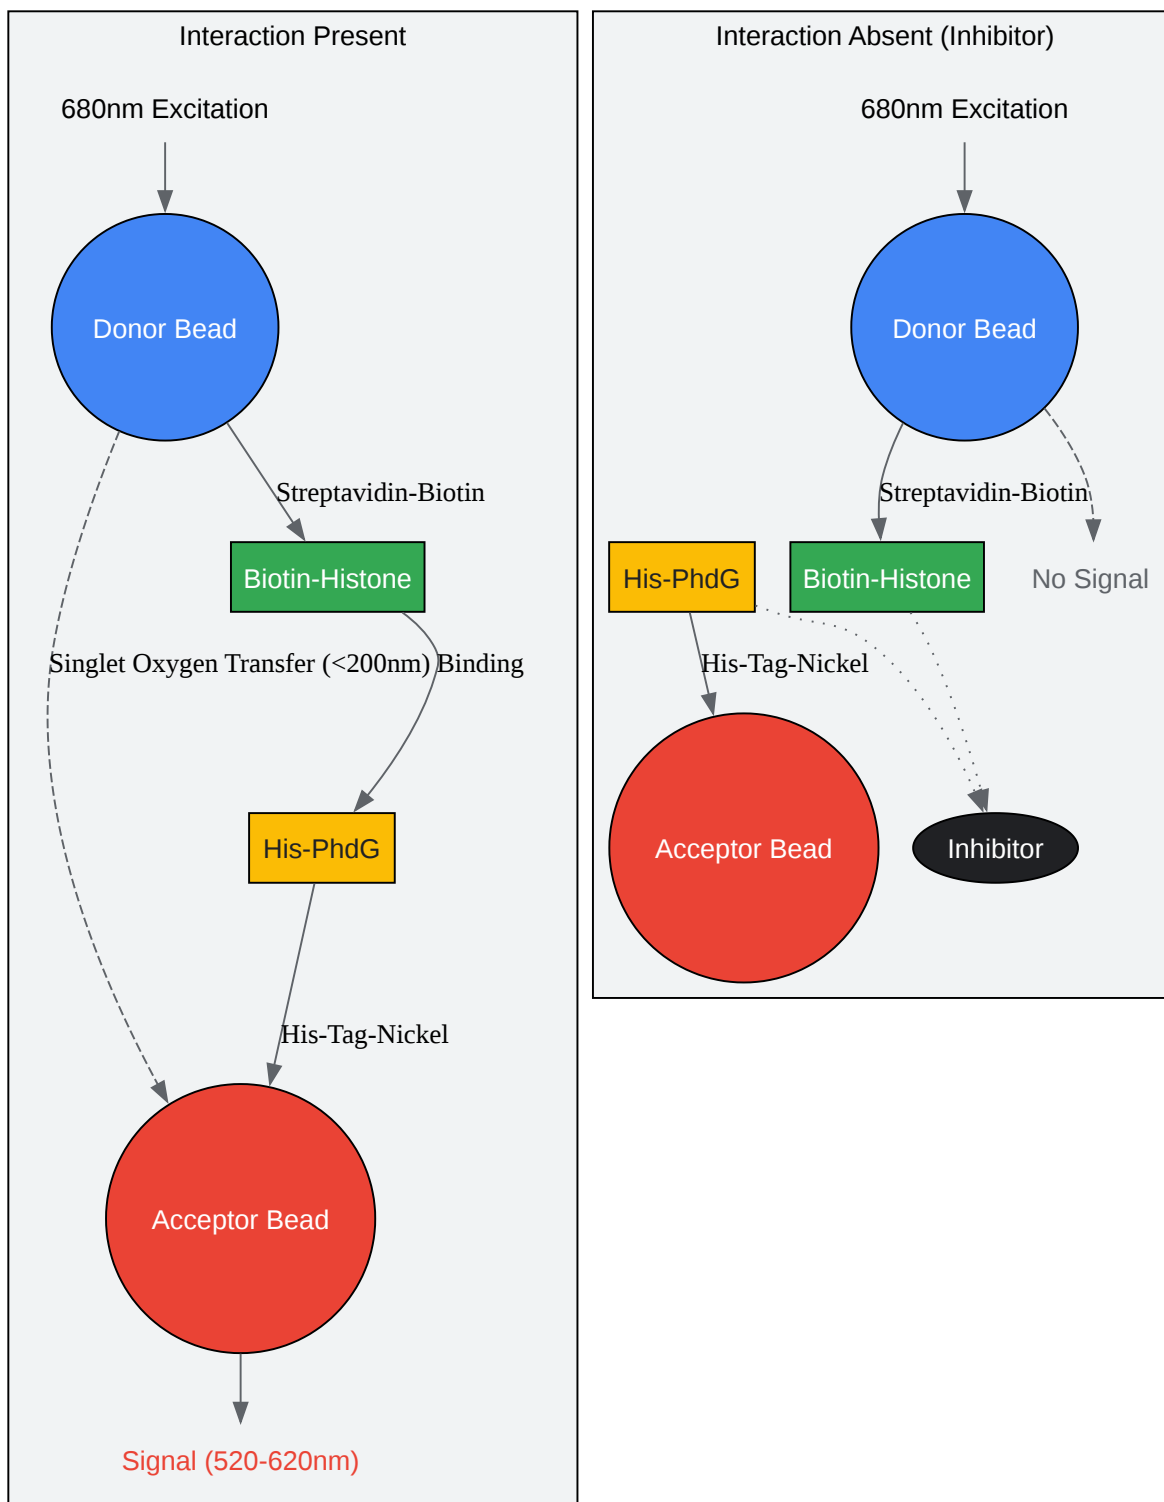 Interaction Present
680nm Excitation
Donor Bead
Streptavidin-Biotin
Biotin-Histone
Singlet Oxygen Transfer (<200nm)
Binding
His-PhdG
His-Tag-Nickel
Acceptor Bead
Signal (520-620nm)
Interaction Absent (Inhibitor)
680nm Excitation
Donor Bead
Streptavidin-Biotin
His-PhdG
Biotin-Histone
No Signal
His-Tag-Nickel
Acceptor Bead
Inhibitor